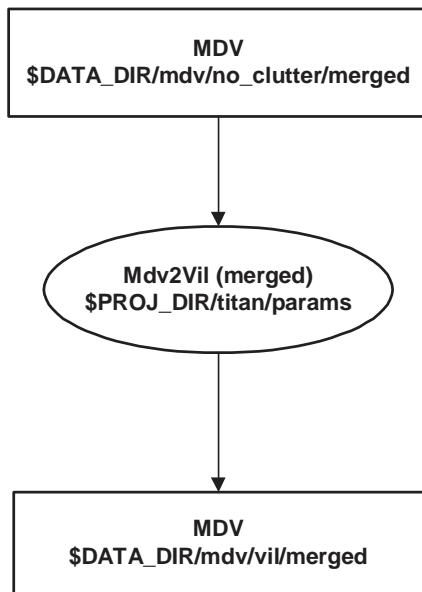 MDV
$DATA_DIR/mdv/no_clutter/merged
Mdv2Vil (merged)
$PROJ_DIR/titan/params
MDV
$DATA_DIR/mdv/vil/merged